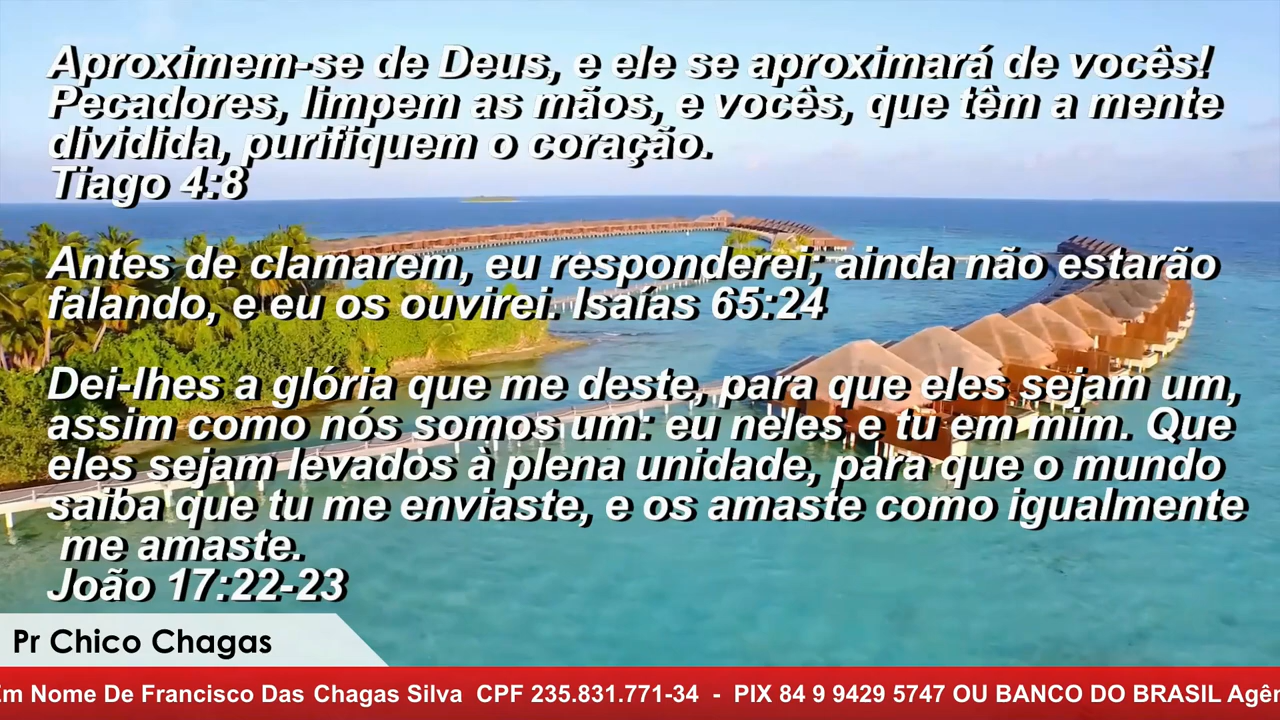 Aproximem-se de Deus, e ele se aproximará de vocês!
Pecadores, limpem as mãos, e vocês, que têm a mente
dividida, purifiquem o coração.
Tiago 4:8
Antes de clamarem, eu responderei; ainda não estarão
falando, e eu os ouvirei. Isaías 65:24
Dei-lhes a glória que me deste, para que eles sejam um,
assim como nós somos um: eu neles e tu em mim. Que
eles sejam levados à plena unidade, para que o mundo
saiba que tu me enviaste, e os amaste como igualmente
me amaste.
João 17:22-23
Pr Chico Chagas
Em Nome De Francisco Das Chagas Silva CPF 235.831.771-34 - PIX 84 9 9429 5747 OU BANCO DO BRASIL Agên